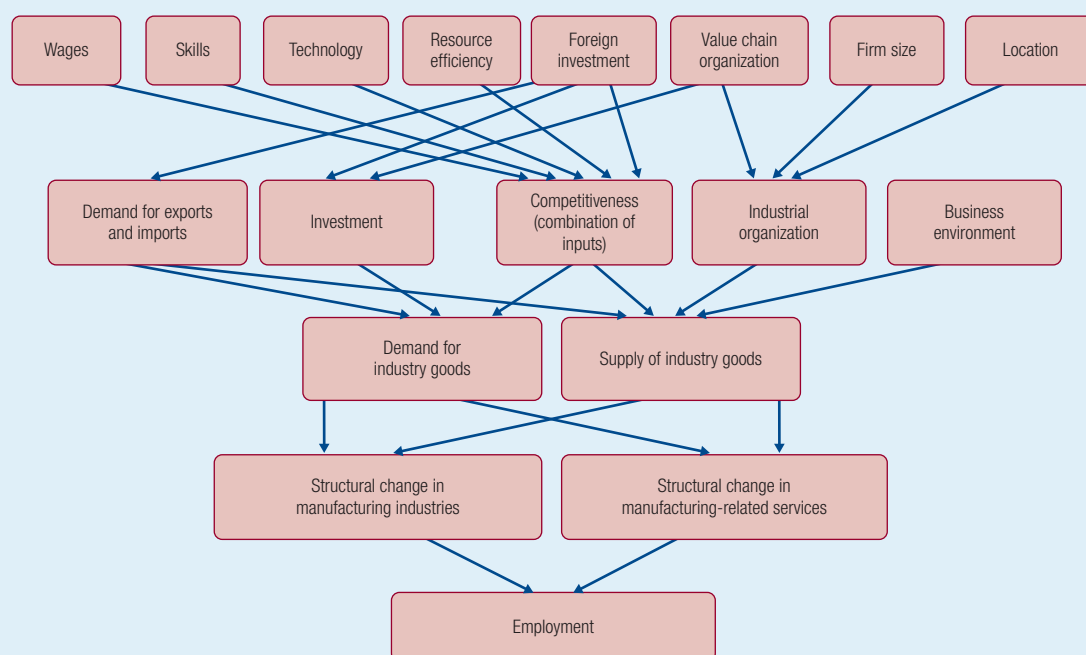 Wages
Skills
Technology
Resource
efficiency
Foreign
investment
Value chain
organization
Firm size
Location
Demand for exports
and imports
Investment
Competitiveness
(combination of
inputs)
Industrial
organization
Business
environment
Demand for
industry goods
Supply of industry goods
Structural change in
manufacturing industries
Structural change in
manufacturing-related services
Employment